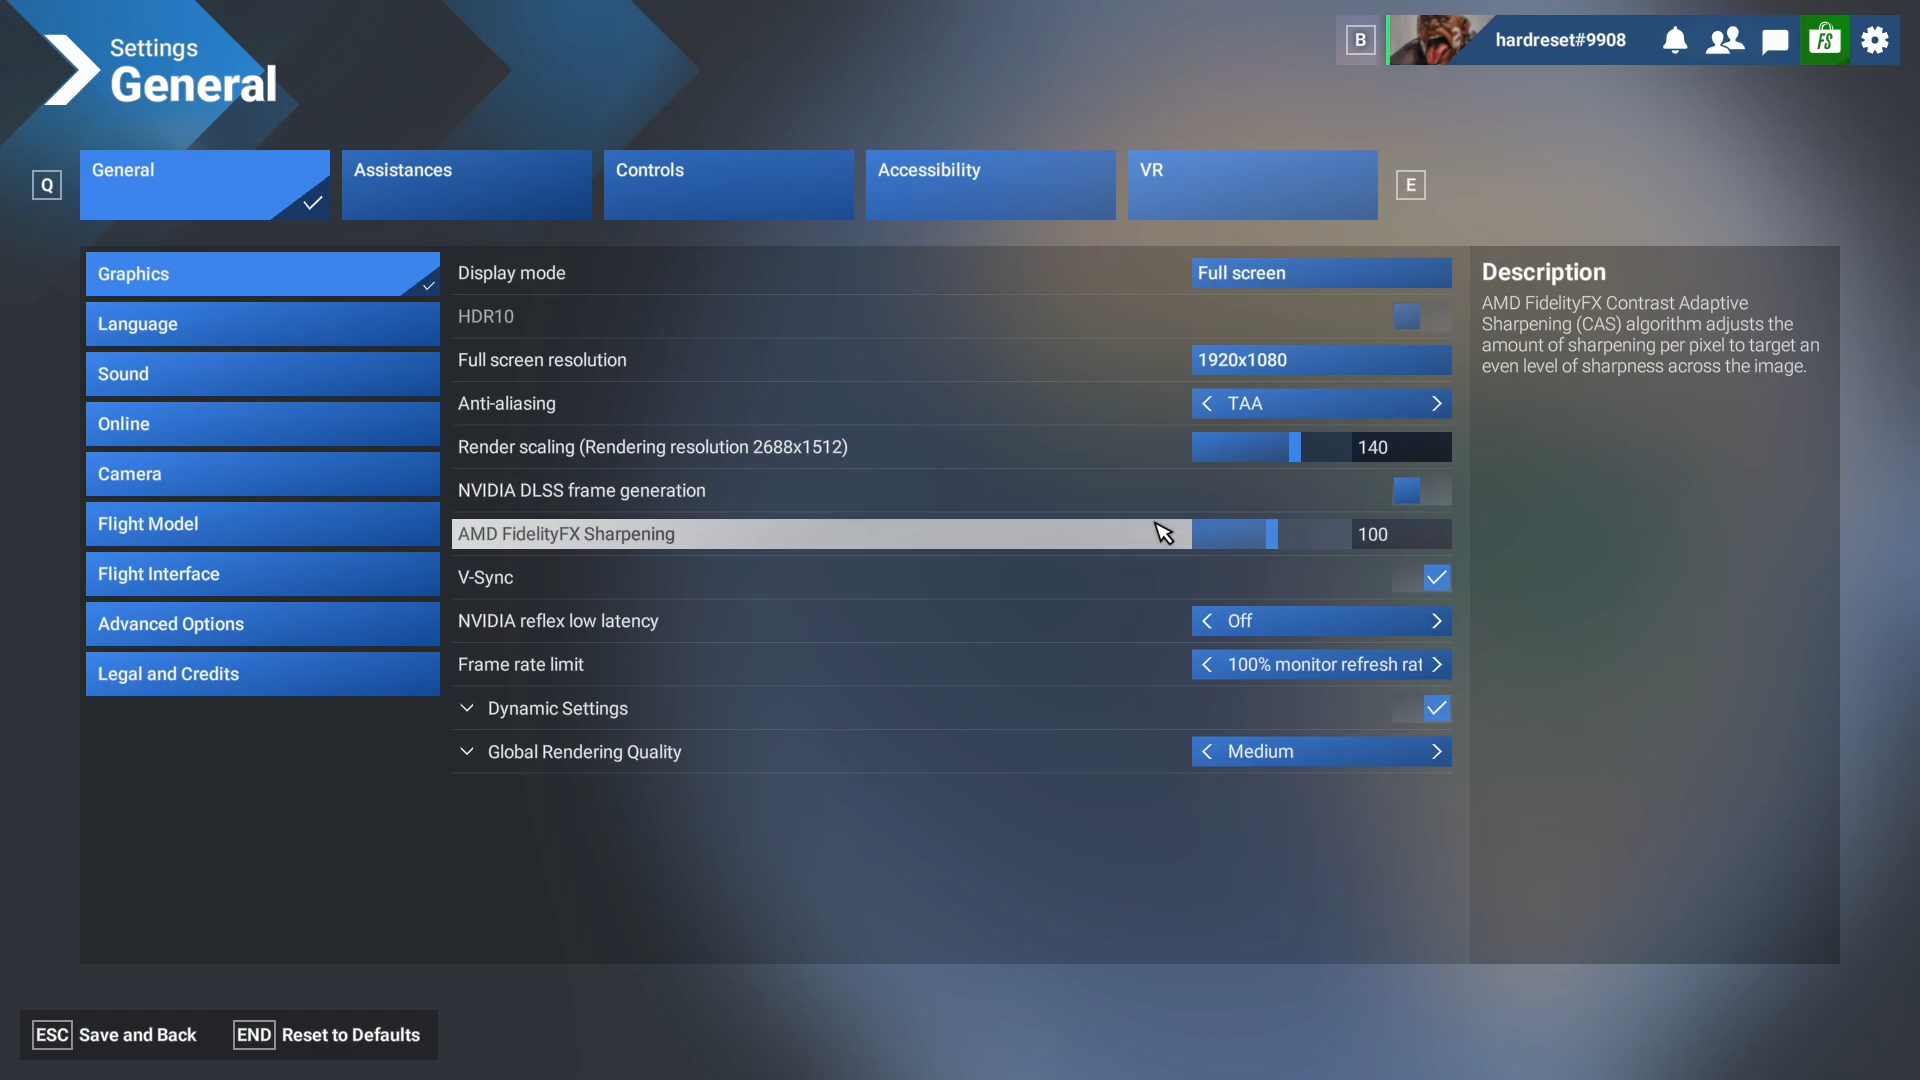 Settings
General
B
hardreset#9908
FS
Q
General
Assistances
Controls
Accessibility
VR
E
Graphics
Language
Sound
Online
Camera
Flight Model
Flight Interface
Advanced Options
Legal and Credits
Display mode
Full screen
HDR10
Full screen resolution
1920x1080
Anti-aliasing
TAA
Render scaling (Rendering resolution 2688x1512)
140
NVIDIA DLSS frame generation
AMD FidelityFX Sharpening
100
V-Sync
NVIDIA reflex low latency
Off
Frame rate limit
100% monitor refresh rat
Dynamic Settings
Global Rendering Quality
Medium
Description
AMD FidelityFX Contrast Adaptive
Sharpening (CAS) algorithm adjusts the
amount of sharpening per pixel to target an
even level of sharpness across the image.
ESC Save and Back
END Reset to Defaults